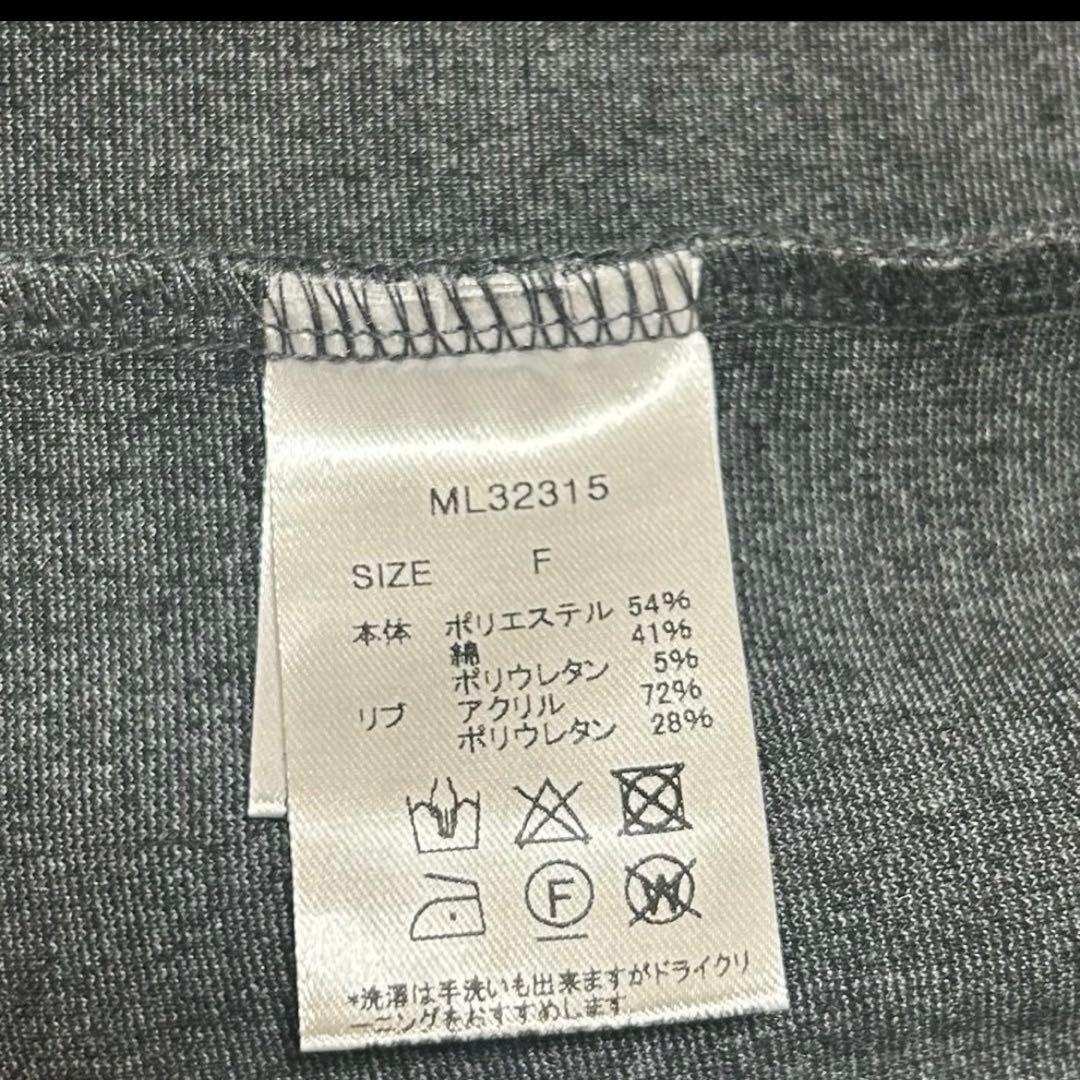 ML32315
SIZE F
本体 ポリエステル 54%
綿 41%
ポリウレタン 5%
リブ アクリル 72%
ポリウレタン 28%
F W
*洗濯は手洗いも出来ますがドライクリ
ーニングをおすすめします